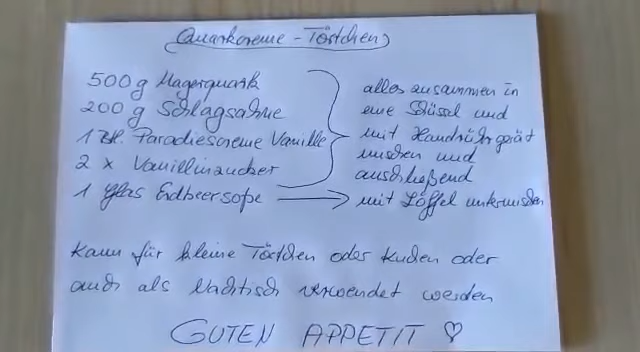 Quarkcreme - Törtchen
500 g Magerquark
200 g Schlagsahne
1 Btl. Paradiescreme Vanille
2 x Vanillinzucker
1 Glas Erdbeersoße
alles zusammen in
eine Schüssel und
mit Handrührgerät
mischen und
anschließend
mit Löffel untermischen
Kann für kleine Törtchen oder Kuchen oder
auch als Nachtisch verwendet werden
GUTEN APPETIT ♡